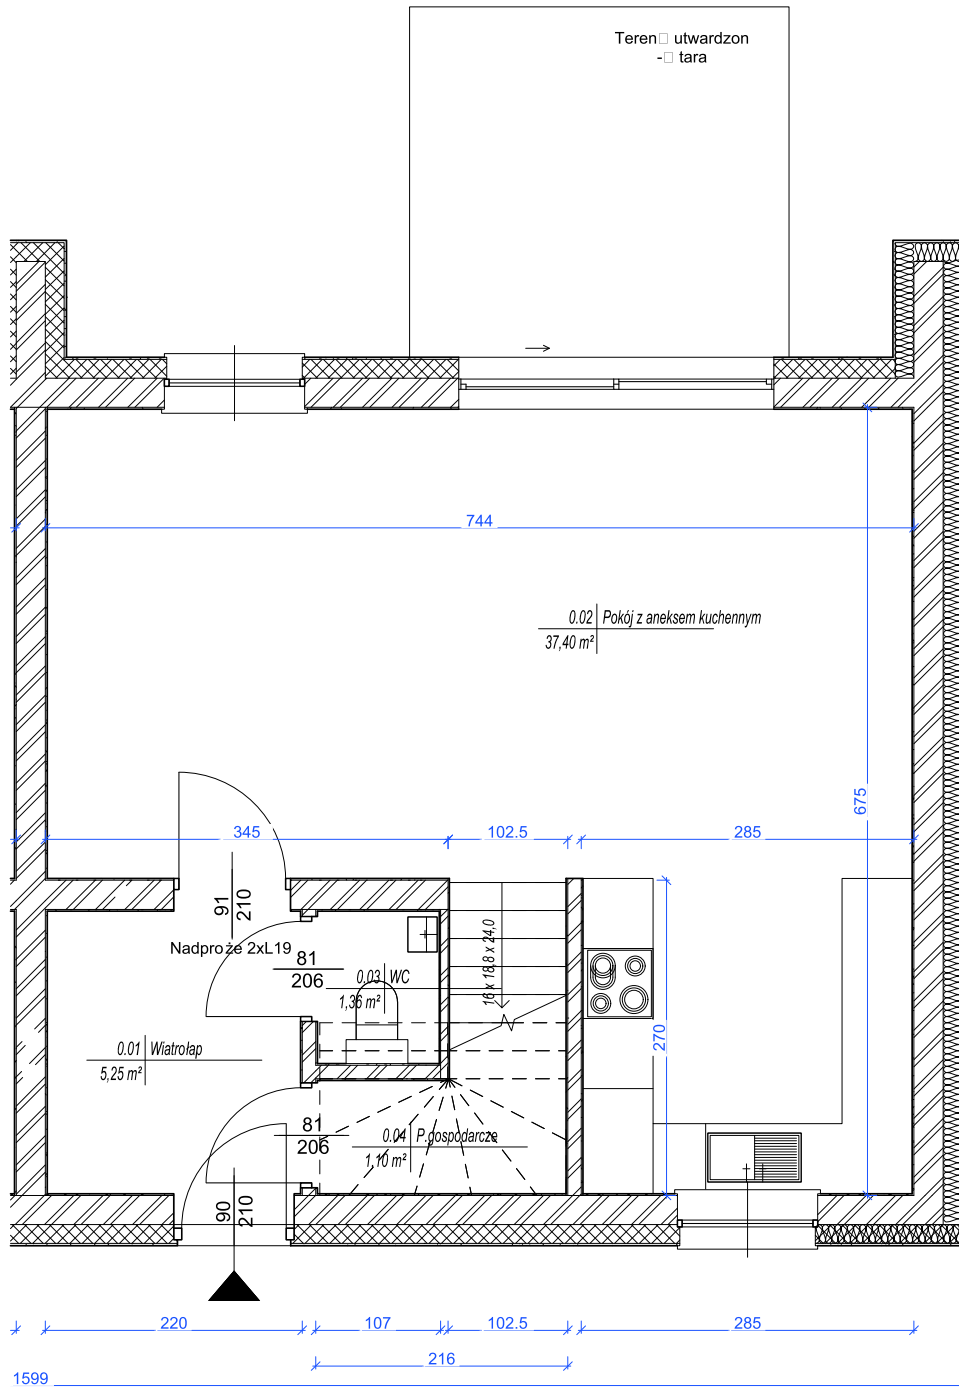 Teren utwardzon
- tara
744
0.02 Pokój z aneksem kuchennym
37,40 m²
675
345
102.5
285
91
210
Nadproże 2xL19
81
206
0.03 WC
1,36 m²
16 x 18,8 x 24,0
270
0.01 Wiatrołap
5,25 m²
81
206
0.04 P.gospodarcze
1,10 m²
90
210
220
107
102.5
285
216
1599